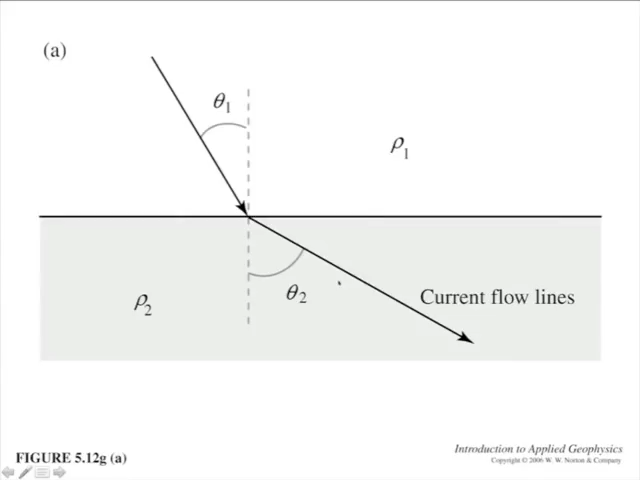 (a)
θ1
ρ1
θ2
ρ2
Current flow lines
Introduction to Applied Geophysics
Copyright © 2006 W. W. Norton & Company
FIGURE 5.12g (a)